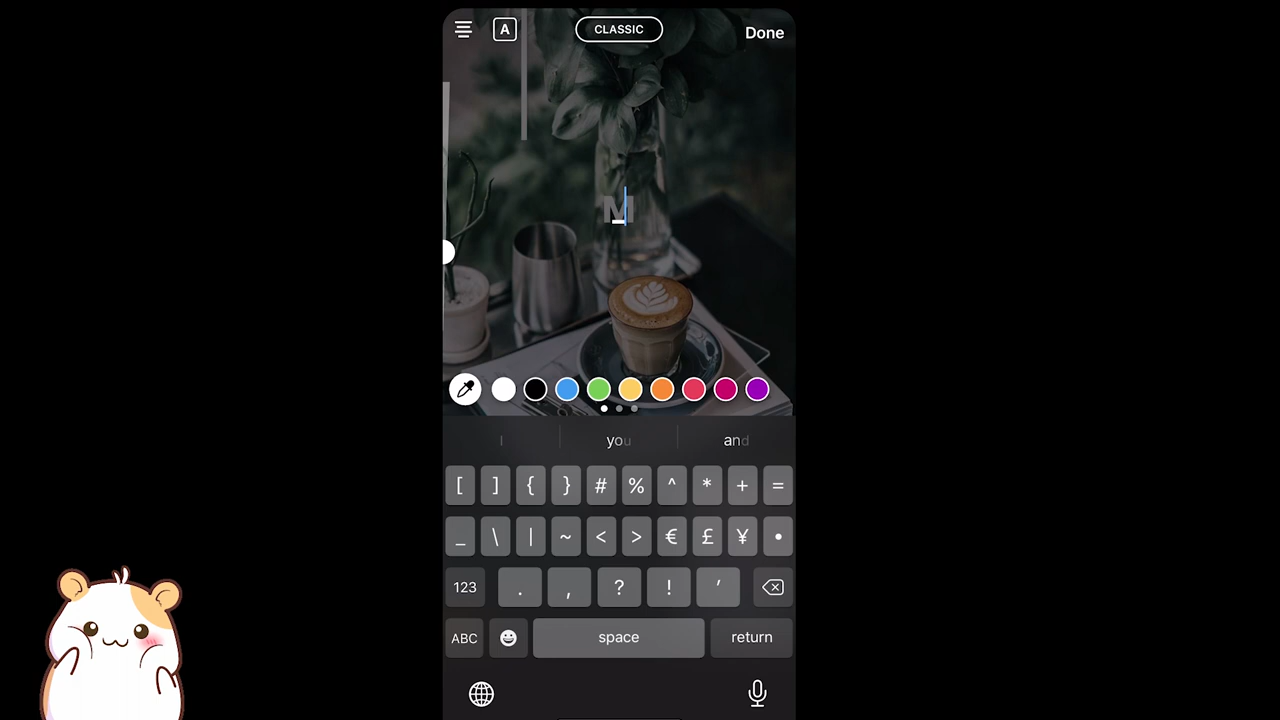 A CLASSIC Done
M
I you and
[ ] { } # % ^ * + =
_ \ | ~ < > € £ ¥ •
123 . , ? ! ’
ABC space return